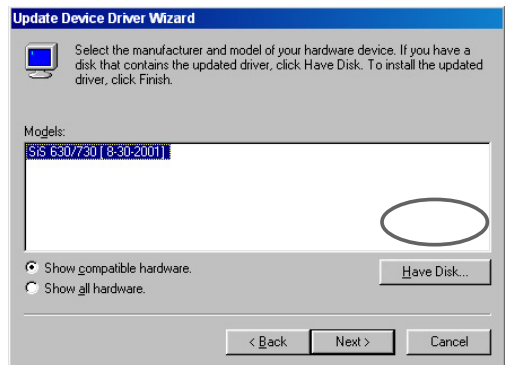 Update Device Driver Wizard
Select the manufacturer and model of your hardware device. If you have a
disk that contains the updated driver, click Have Disk. To install the updated
driver, click Finish.
Models:
SiS 630/730 [ 8-30-2001]
Show compatible hardware.
Show all hardware.
Have Disk...
< Back
Next >
Cancel